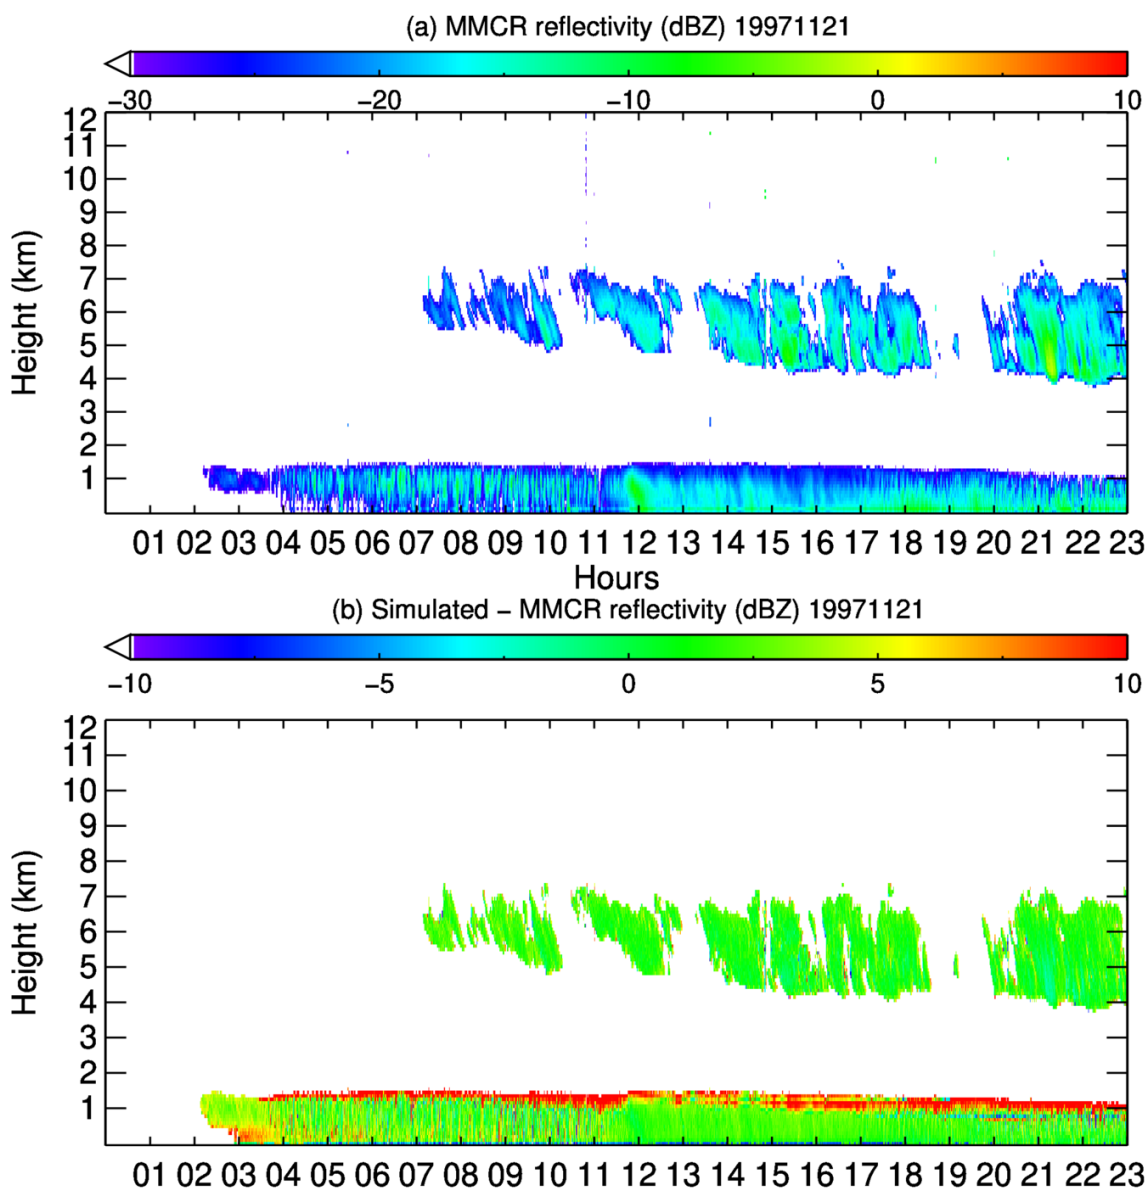 (a) MMCR reflectivity (dBZ) 19971121
−30 −20 −10 0 10
12
11
10
9
8
7
6
5
4
3
2
1
Height (km)
01 02 03 04 05 06 07 08 09 10 11 12 13 14 15 16 17 18 19 20 21 22 23
Hours
(b) Simulated − MMCR reflectivity (dBZ) 19971121
−10 −5 0 5 10
12
11
10
9
8
7
6
5
4
3
2
1
Height (km)
01 02 03 04 05 06 07 08 09 10 11 12 13 14 15 16 17 18 19 20 21 22 23